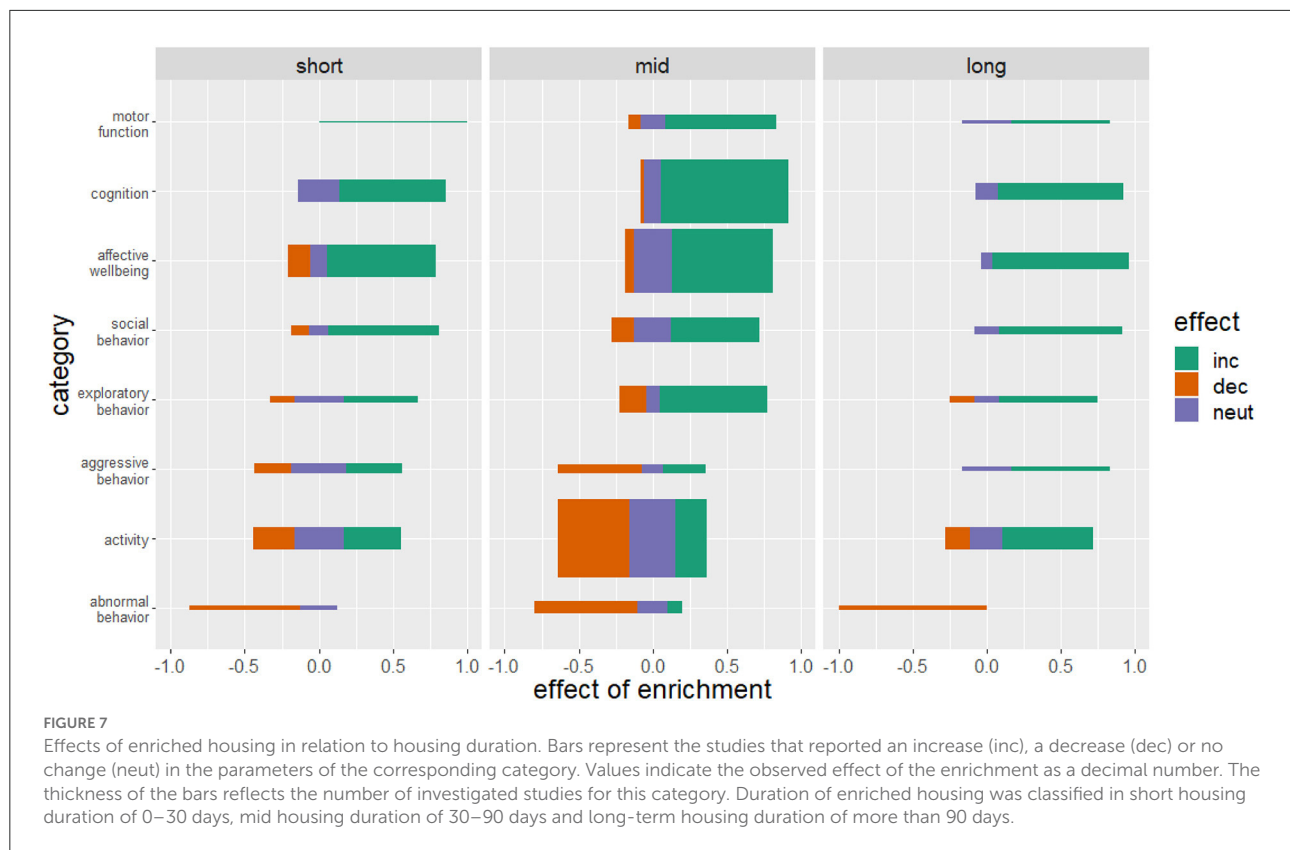 short
mid
long
motor
function
cognition
affective
wellbeing
social
behavior
exploratory
behavior
aggressive
behavior
activity
abnormal
behavior
category
-1.0 -0.5 0.0 0.5 1.0
-1.0 -0.5 0.0 0.5 1.0
-1.0 -0.5 0.0 0.5 1.0
effect of enrichment
effect
inc
dec
neut
FIGURE 7
Effects of enriched housing in relation to housing duration. Bars represent the studies that reported an increase (inc), a decrease (dec) or no
change (neut) in the parameters of the corresponding category. Values indicate the observed effect of the enrichment as a decimal number. The
thickness of the bars reflects the number of investigated studies for this category. Duration of enriched housing was classified in short housing
duration of 0–30 days, mid housing duration of 30–90 days and long-term housing duration of more than 90 days.